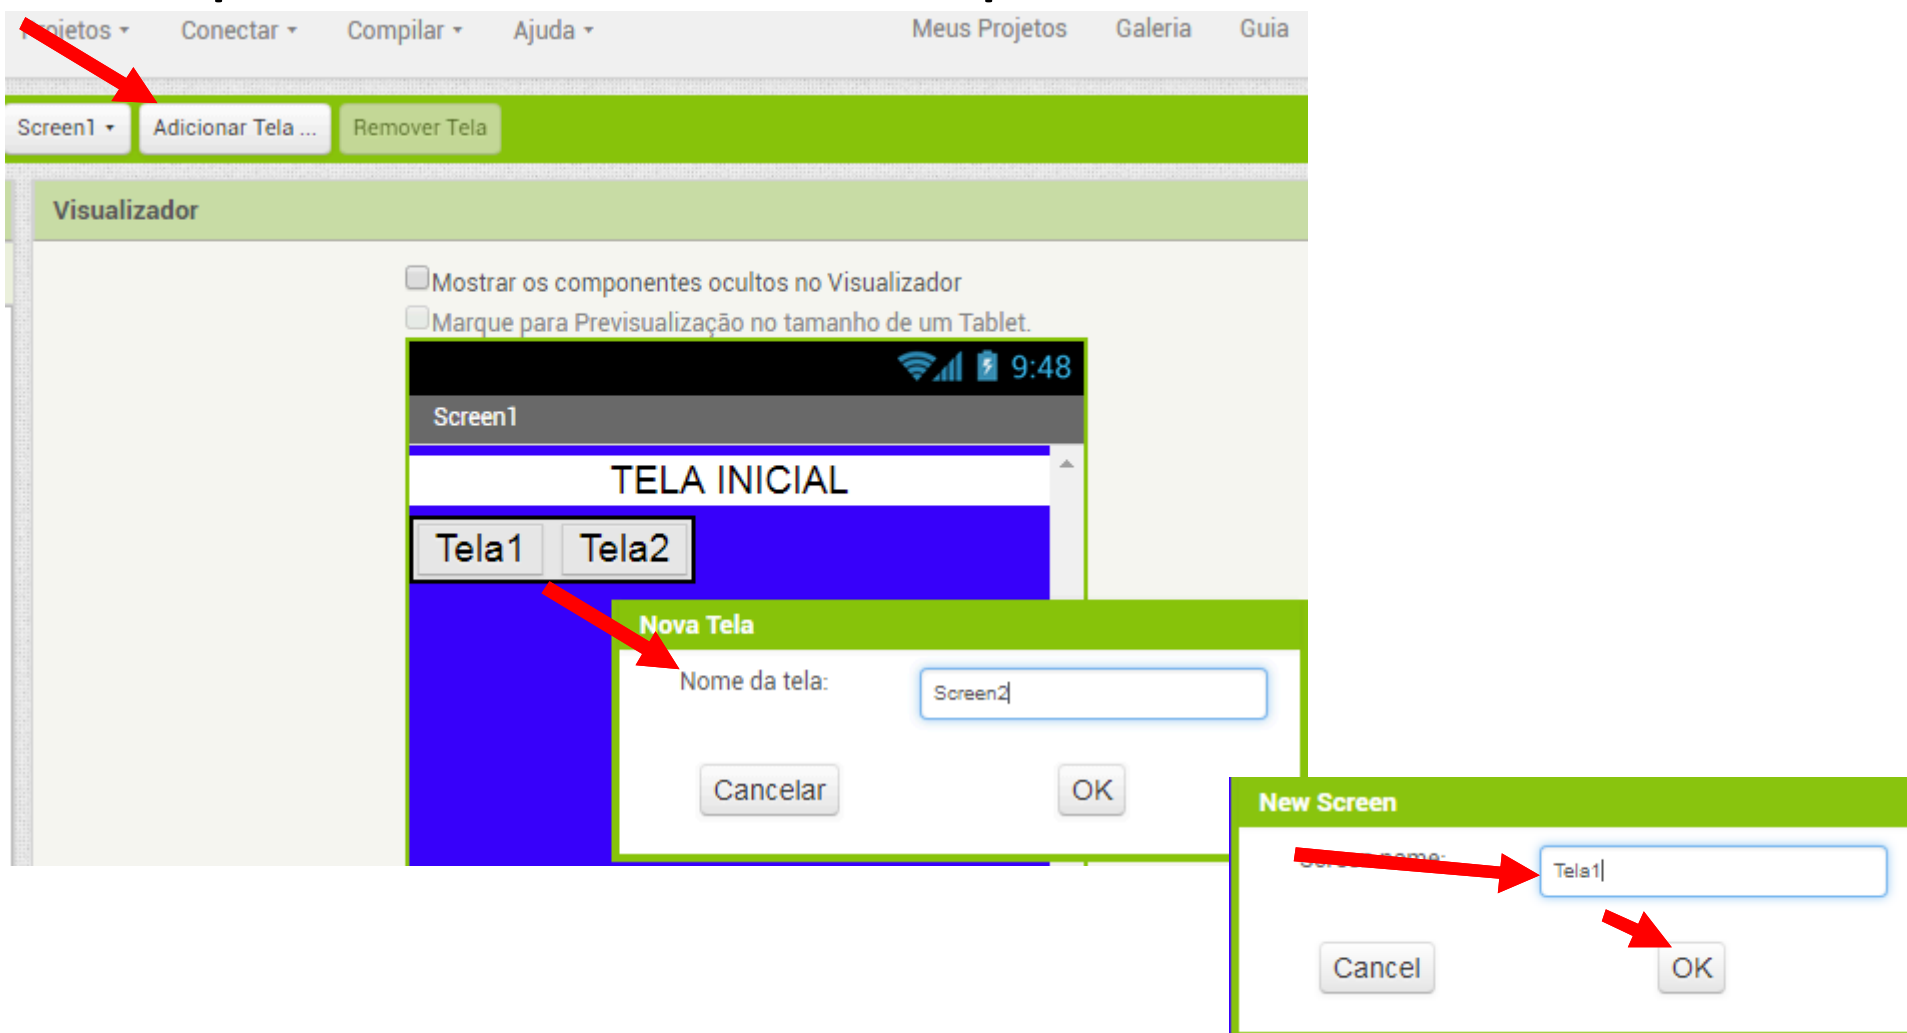 Conectar Compilar Ajuda Meus Projetos Galeria Guia
Screen1 Adicionar Tela ... Remover Tela
Visualizador
Mostrar os componentes ocultos no Visualizador
Marque para Previsualização no tamanho de um Tablet.
9:48
Screen1
TELA INICIAL
Tela1 Tela2
Nova Tela
Nome da tela: Screen2
Cancelar OK
New Screen
Tela1
Cancel OK